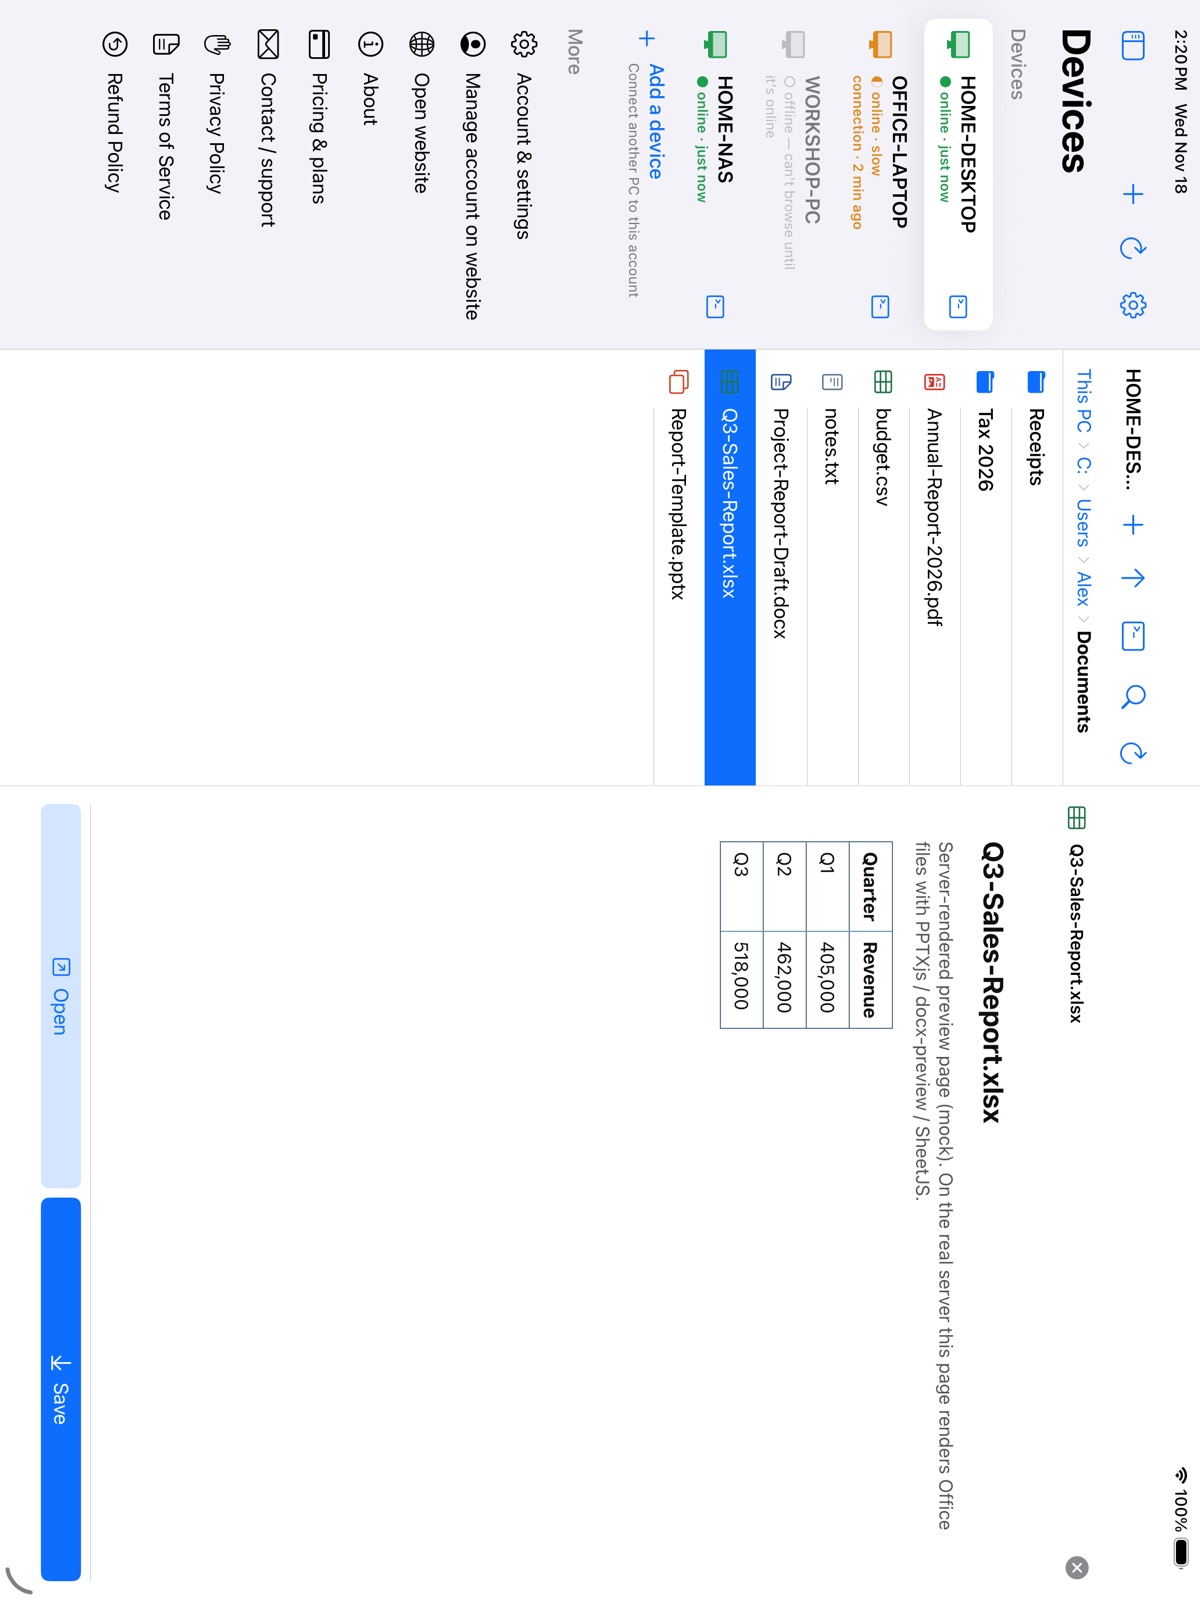 2:20 PM Wed Nov 18
100%
Devices
Devices
HOME-DESKTOP
online · just now
OFFICE-LAPTOP
online · slow
connection · 2 min ago
WORKSHOP-PC
offline — can't browse until
it's online
HOME-NAS
online · just now
Add a device
Connect another PC to this account
More
Account & settings
Manage account on website
Open website
About
Pricing & plans
Contact / support
Privacy Policy
Terms of Service
Refund Policy
HOME-DES...
This PC > C: > Users > Alex > Documents
Receipts
Tax 2026
Annual-Report-2026.pdf
budget.csv
notes.txt
Project-Report-Draft.docx
Q3-Sales-Report.xlsx
Report-Template.pptx
Q3-Sales-Report.xlsx
Q3-Sales-Report.xlsx
Server-rendered preview page (mock). On the real server this page renders Office
files with PPTXjs / docx-preview / SheetJS.
Quarter Revenue
Q1 405,000
Q2 462,000
Q3 518,000
Open
Save